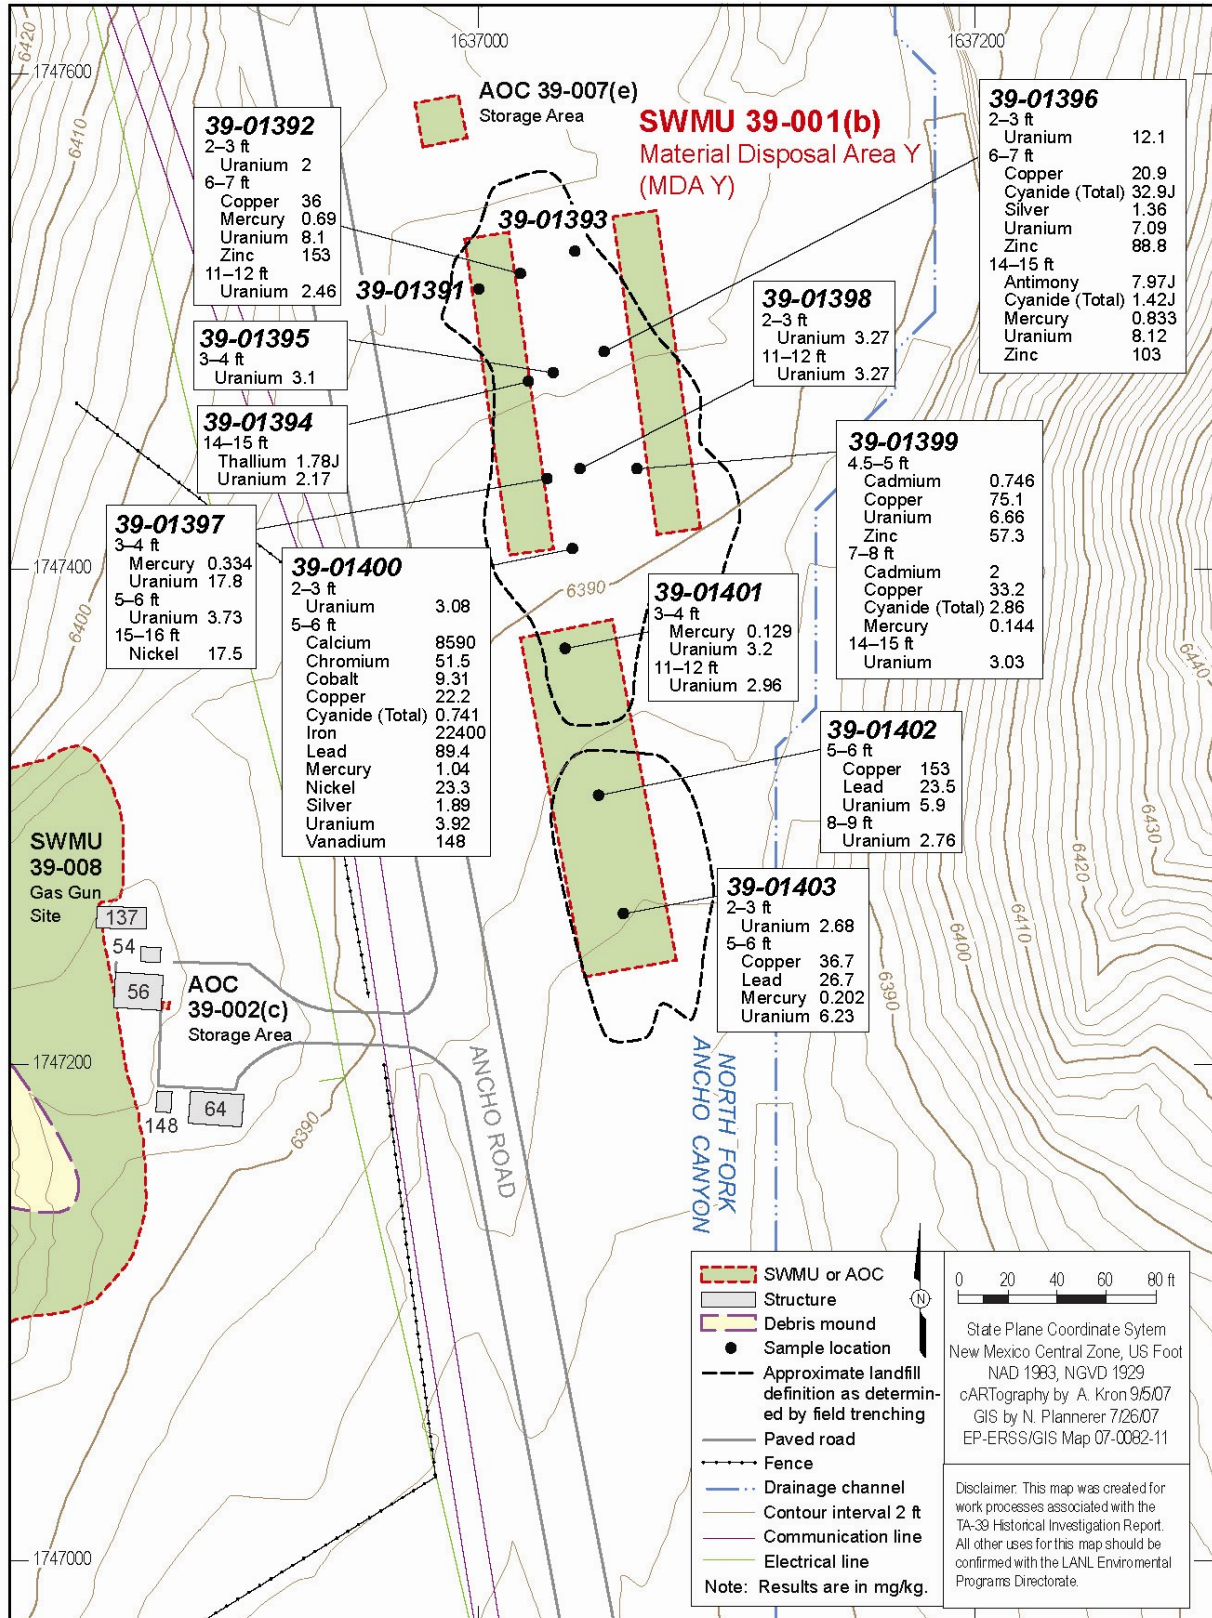 1637000
1637200
6420
1747600
6410
AOC 39-007(e)
Storage Area
SWMU 39-001(b)
Material Disposal Area Y
(MDA Y)
39-01392
2–3 ft
Uranium 2
6–7 ft
Copper 36
Mercury 0.69
Uranium 8.1
Zinc 153
11–12 ft
Uranium 2.46
39-01393
39-01391
39-01396
2–3 ft
Uranium 12.1
6–7 ft
Copper 20.9
Cyanide (Total) 32.9J
Silver 1.36
Uranium 7.09
Zinc 88.8
14–15 ft
Antimony 7.97J
Cyanide (Total) 1.42J
Mercury 0.833
Uranium 8.12
Zinc 103
39-01398
2–3 ft
Uranium 3.27
11–12 ft
Uranium 3.27
39-01395
3–4 ft
Uranium 3.1
39-01394
14–15 ft
Thallium 1.78J
Uranium 2.17
39-01399
4.5–5 ft
Cadmium 0.746
Copper 75.1
Uranium 6.66
Zinc 57.3
7–8 ft
Cadmium 2
Copper 33.2
Cyanide (Total) 2.86
Mercury 0.144
14–15 ft
Uranium 3.03
39-01397
3–4 ft
Mercury 0.334
Uranium 17.8
5–6 ft
Uranium 3.73
15–16 ft
Nickel 17.5
1747400
6400
39-01400
2–3 ft
Uranium 3.08
5–6 ft
Calcium 8590
Chromium 51.5
Cobalt 9.31
Copper 22.2
Cyanide (Total) 0.741
Iron 22400
Lead 89.4
Mercury 1.04
Nickel 23.3
Silver 1.89
Uranium 3.92
Vanadium 148
6390
39-01401
3–4 ft
Mercury 0.129
Uranium 3.2
11–12 ft
Uranium 2.96
6440
39-01402
5–6 ft
Copper 153
Lead 23.5
Uranium 5.9
8–9 ft
Uranium 2.76
6430
6420
6410
6400
6390
39-01403
2–3 ft
Uranium 2.68
5–6 ft
Copper 36.7
Lead 26.7
Mercury 0.202
Uranium 6.23
SWMU
39-008
Gas Gun
Site
137
54
56
AOC
39-002(c)
Storage Area
1747200
64
148
6390
ANCHO ROAD
NORTH FORK
ANCHO CANYON
1747000
SWMU or AOC
Structure
Debris mound
Sample location
Approximate landfill
definition as determin-
ed by field trenching
Paved road
Fence
Drainage channel
Contour interval 2 ft
Communication line
Electrical line
Note: Results are in mg/kg.
N
0 20 40 60 80 ft
State Plane Coordinate Sytem
New Mexico Central Zone, US Foot
NAD 1983, NGVD 1929
cARTography by A. Kron 9/5/07
GIS by N. Plannerer 7/26/07
EP-ERSS/GIS Map 07-0082-11
Disclaimer: This map was created for
work processes associated with the
TA-39 Historical Investigation Report.
All other uses for this map should be
confirmed with the LANL Enviromental
Programs Directorate.